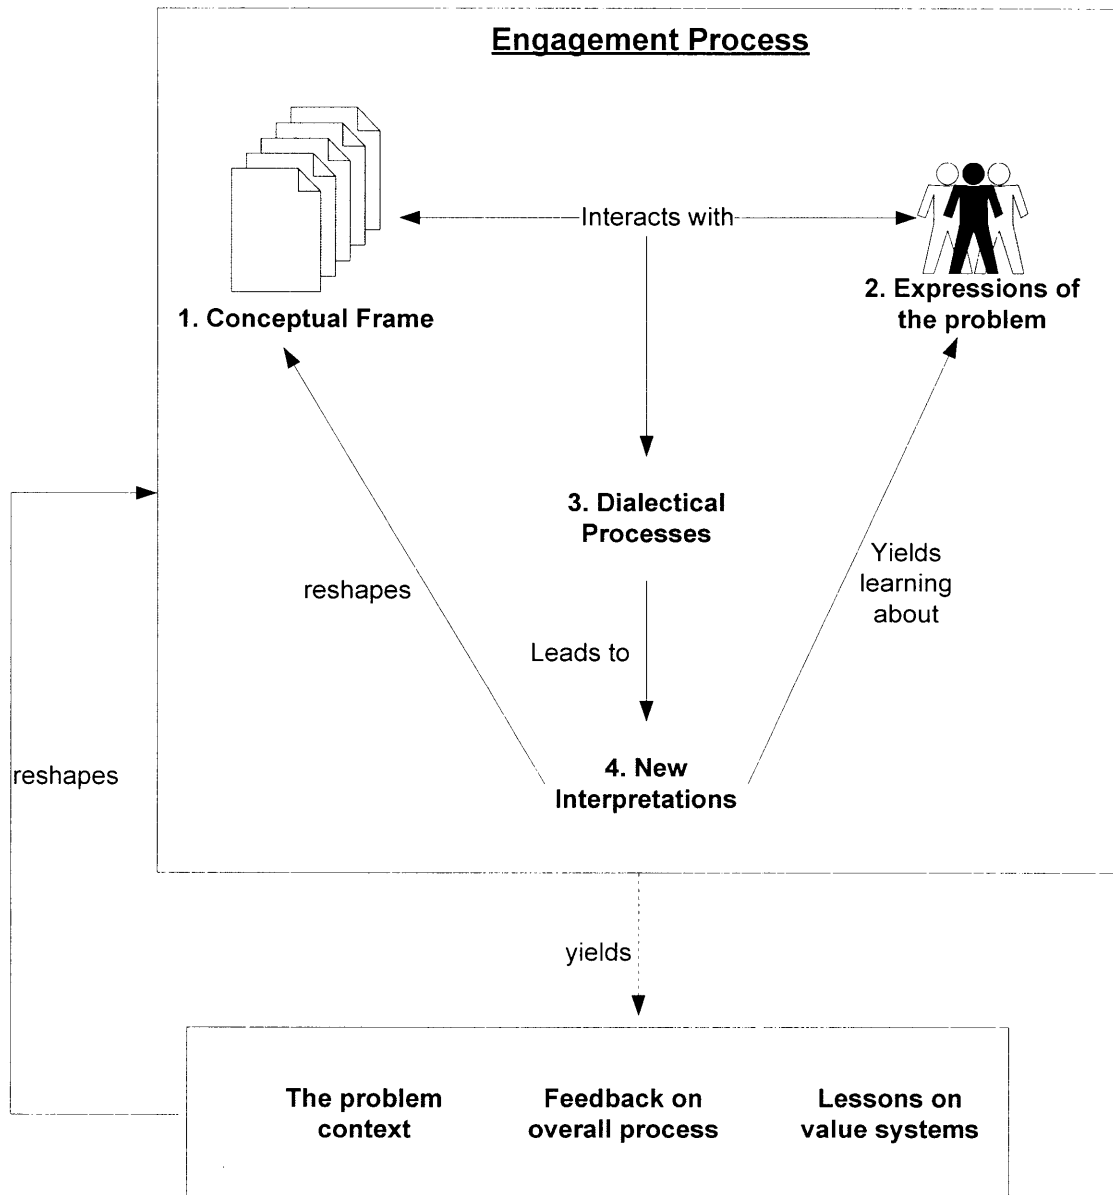 Engagement Process
Interacts with
1. Conceptual Frame
2. Expressions of
the problem
3. Dialectical
Processes
reshapes
Yields
learning
about
Leads to
4. New
Interpretations
reshapes
yields
The problem
context
Feedback on
overall process
Lessons on
value systems